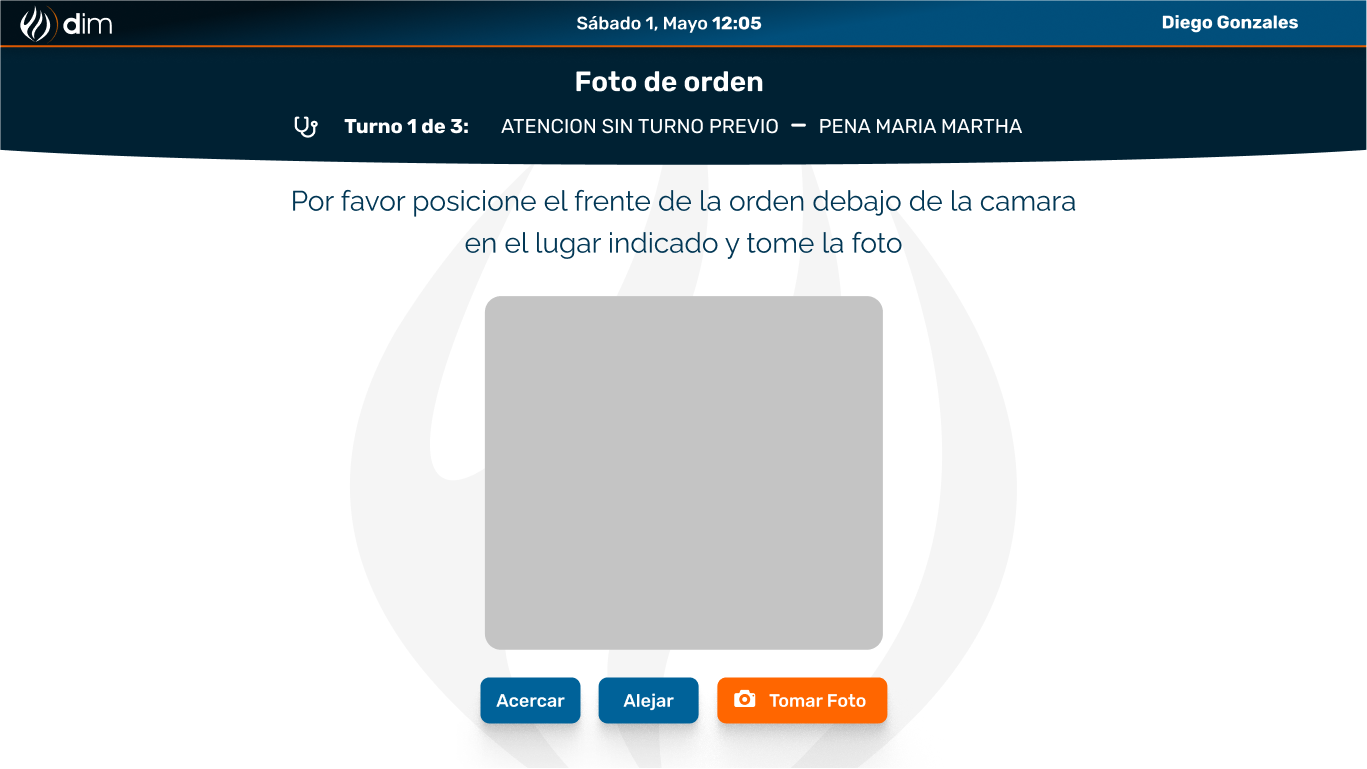 dim
Sábado 1, Mayo 12:05
Diego Gonzales
Foto de orden
Turno 1 de 3: ATENCION SIN TURNO PREVIO — PENA MARIA MARTHA
Por favor posicione el frente de la orden debajo de la camara
en el lugar indicado y tome la foto
Acercar
Alejar
Tomar Foto